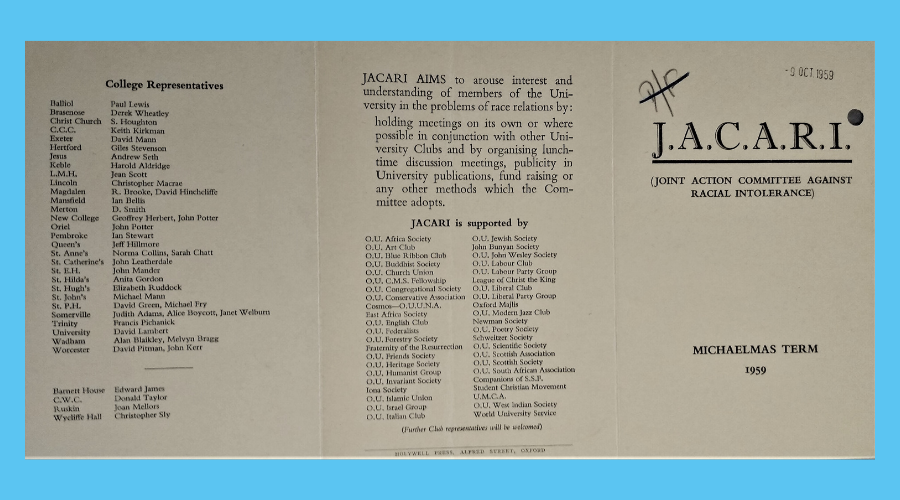 College Representatives
Balliol Paul Lewis
Brasenose Derek Wheatley
Christ Church S. Houghton
C.C.C. Keith Kirkman
Exeter David Mann
Hertford Giles Stevenson
Jesus Andrew Seth
Keble Harold Aldridge
L.M.H. Jean Scott
Lincoln Christopher Macrae
Magdalen R. Brooke, David Hinchcliffe
Mansfield Ian Bellis
Merton D. Smith
New College Geoffrey Herbert, John Potter
Oriel John Potter
Pembroke Ian Stewart
Queen's Jeff Hillmore
St. Anne's Norma Collins, Sarah Chatt
St. Catherine's John Leatherdale
St. E.H. John Mander
St. Hilda's Anita Gordon
St. Hugh's Elizabeth Ruddock
St. John's Michael Mann
St. P.H. David Green, Michael Fry
Somerville Judith Adams, Alice Boycott, Janet Welburn
Trinity Francis Pichanick
University David Lambert
Wadham Alan Blaikley, Melvyn Bragg
Worcester David Pitman, John Kerr
Barnett House Edward James
C.W.C. Donald Taylor
Ruskin Joan Mellors
Wycliffe Hall Christopher Sly
JACARI AIMS to arouse interest and
understanding of members of the Uni-
versity in the problems of race relations by:
holding meetings on its own or where
possible in conjunction with other Uni-
versity Clubs and by organising lunch-
time discussion meetings, publicity in
University publications, fund raising or
any other methods which the Com-
mittee adopts.
JACARI is supported by
O.U. Africa Society
O.U. Art Club
O.U. Blue Ribbon Club
O.U. Buddhist Society
O.U. Church Union
O.U. C.M.S. Fellowship
O.U. Congregational Society
O.U. Conservative Association
Cosmos—O.U.U.N.A.
East Africa Society
O.U. English Club
O.U. Federalists
O.U. Forestry Society
Fraternity of the Resurrection
O.U. Friends Society
O.U. Heritage Society
O.U. Humanist Group
O.U. Invariant Society
Iona Society
O.U. Islamic Union
O.U. Israel Group
O.U. Italian Club
O.U. Jewish Society
John Bunyan Society
O.U. John Wesley Society
O.U. Labour Club
O.U. Labour Party Group
League of Christ the King
O.U. Liberal Club
O.U. Liberal Party Group
Oxford Majlis
O.U. Modern Jazz Club
Newman Society
O.U. Poetry Society
Schweitzer Society
O.U. Scientific Society
O.U. Scottish Association
O.U. Scottish Society
O.U. South African Association
Companions of S.S.F.
Student Christian Movement
U.M.C.A.
O.U. West Indian Society
World University Service
(Further Club representatives will be welcomed)
HOLYWELL PRESS, ALFRED STREET, OXFORD
-9 OCT 1959
J.A.C.A.R.I.
(JOINT ACTION COMMITTEE AGAINST
RACIAL INTOLERANCE)
MICHAELMAS TERM
1959